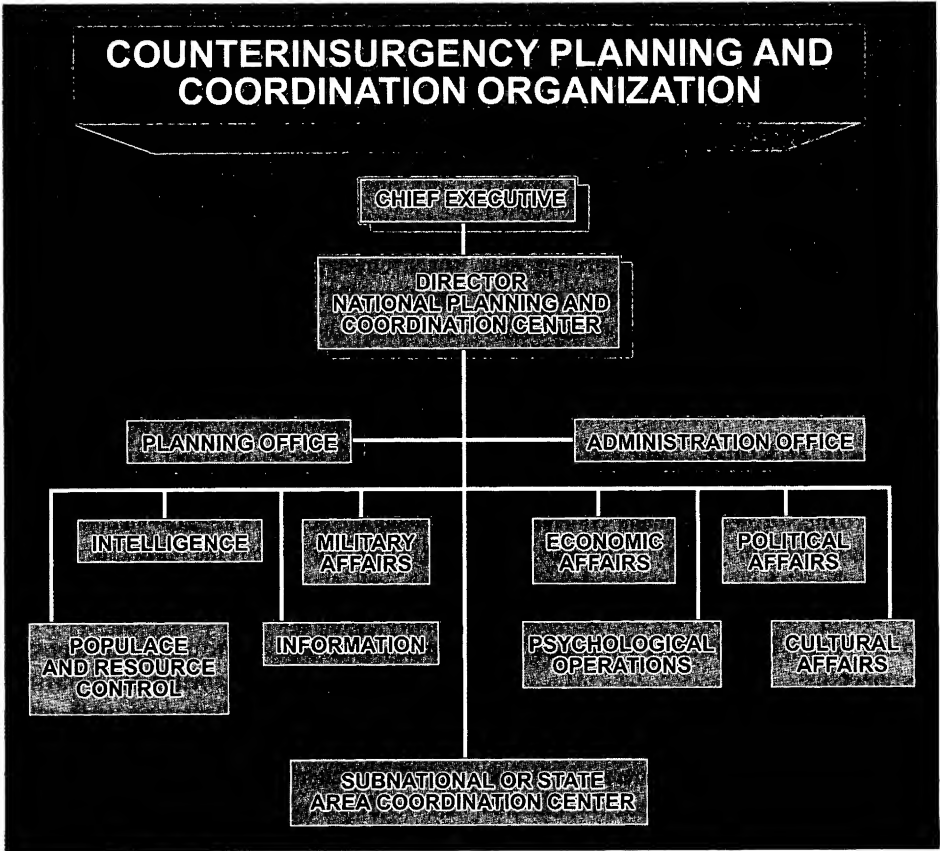 COUNTERINSURGENCY PLANNING AND
COORDINATION ORGANIZATION
CHIEF EXECUTIVE
DIRECTOR
NATIONAL PLANNING AND
COORDINATION CENTER
PLANNING OFFICE
ADMINISTRATION OFFICE
INTELLIGENCE
MILITARY
AFFAIRS
ECONOMIC
AFFAIRS
POLITICAL
AFFAIRS
POPULACE
AND RESOURCE
CONTROL
INFORMATION
PSYCHOLOGICAL
OPERATIONS
CULTURAL
AFFAIRS
SUBNATIONAL OR STATE
AREA COORDINATION CENTER